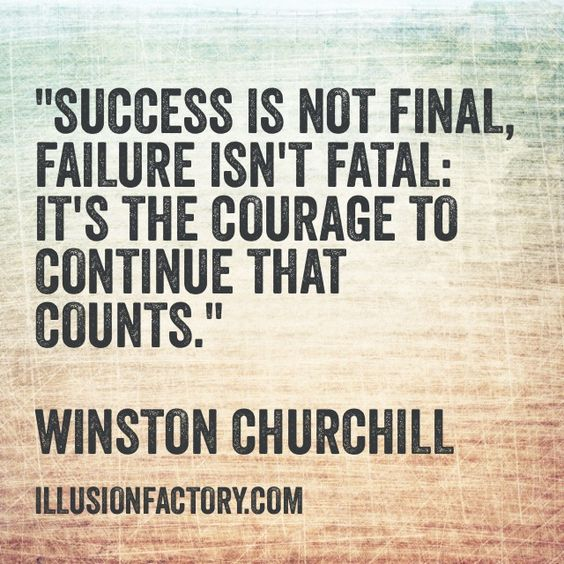 "SUCCESS IS NOT FINAL,
FAILURE ISN'T FATAL:
IT'S THE COURAGE TO
CONTINUE THAT
COUNTS."
WINSTON CHURCHILL
ILLUSIONFACTORY.COM